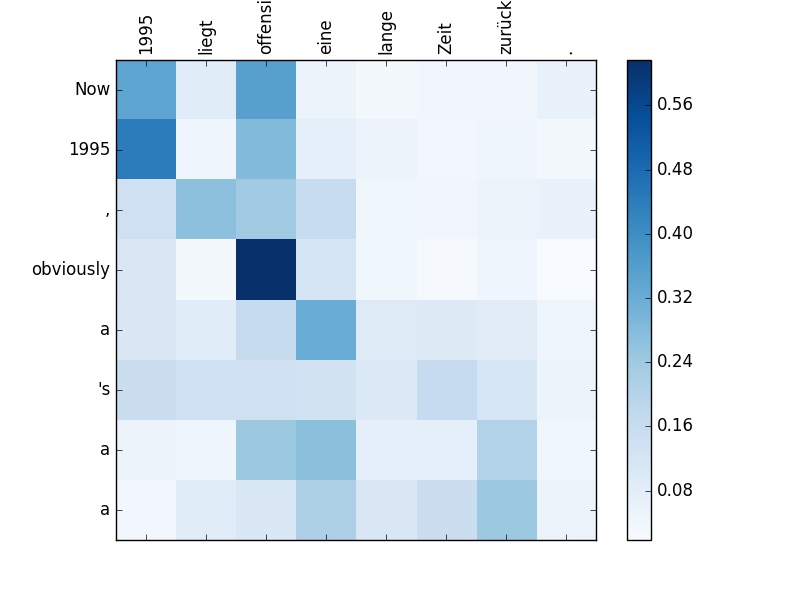 1995 liegt offensi eine lange Zeit zurück .
Now
1995
,
obviously
a
's
a
a
0.56
0.48
0.40
0.32
0.24
0.16
0.08